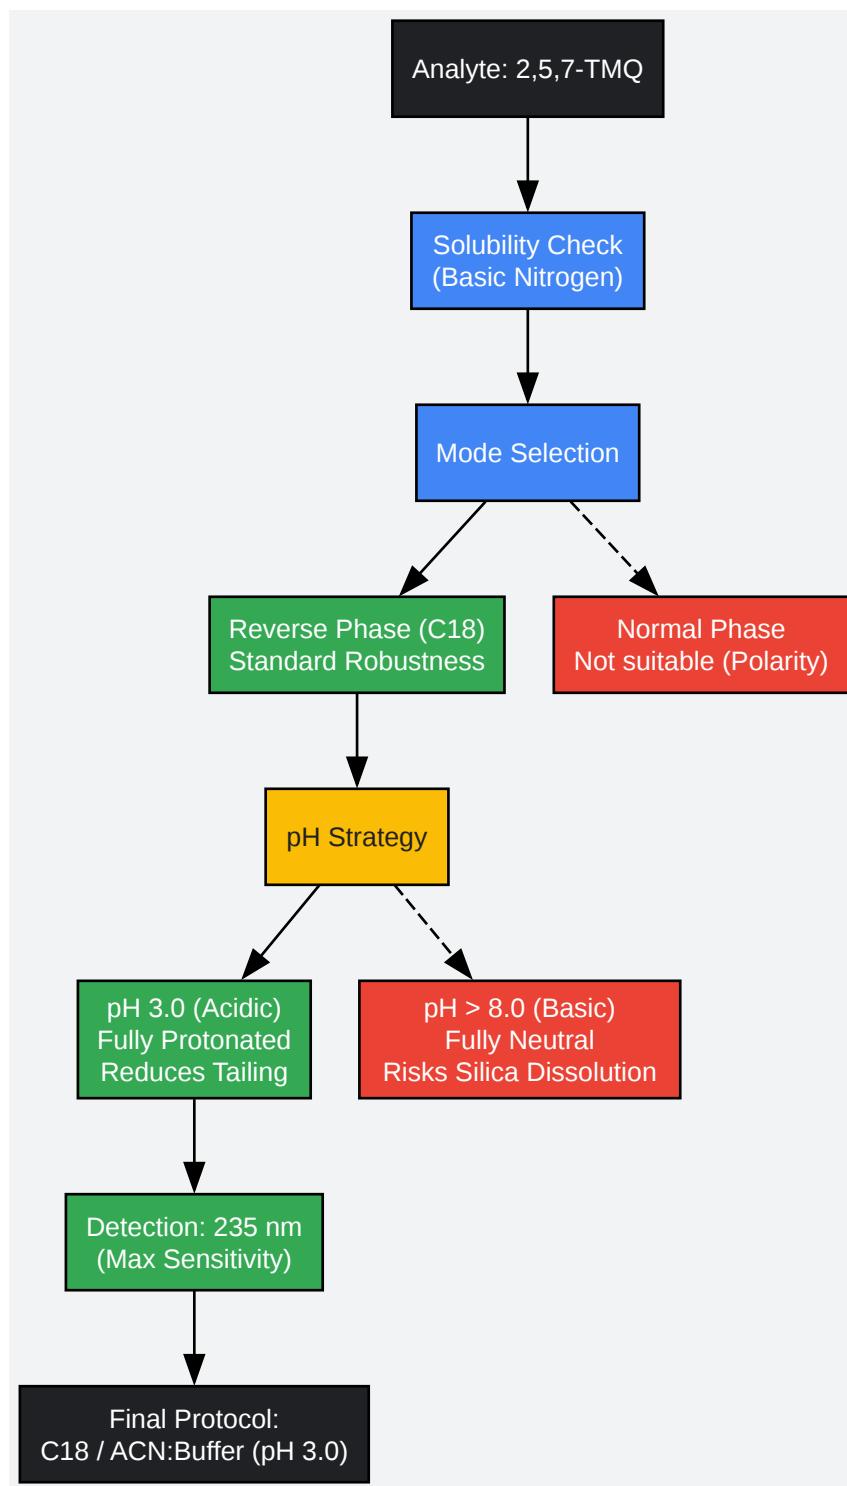 Analyte: 2,5,7-TMQ
Solubility Check
(Basic Nitrogen)
Mode Selection
Reverse Phase (C18)
Standard Robustness
Normal Phase
Not suitable (Polarity)
pH Strategy
pH 3.0 (Acidic)
Fully Protonated
Reduces Tailing
pH > 8.0 (Basic)
Fully Neutral
Risks Silica Dissolution
Detection: 235 nm
(Max Sensitivity)
Final Protocol:
C18 / ACN:Buffer (pH 3.0)